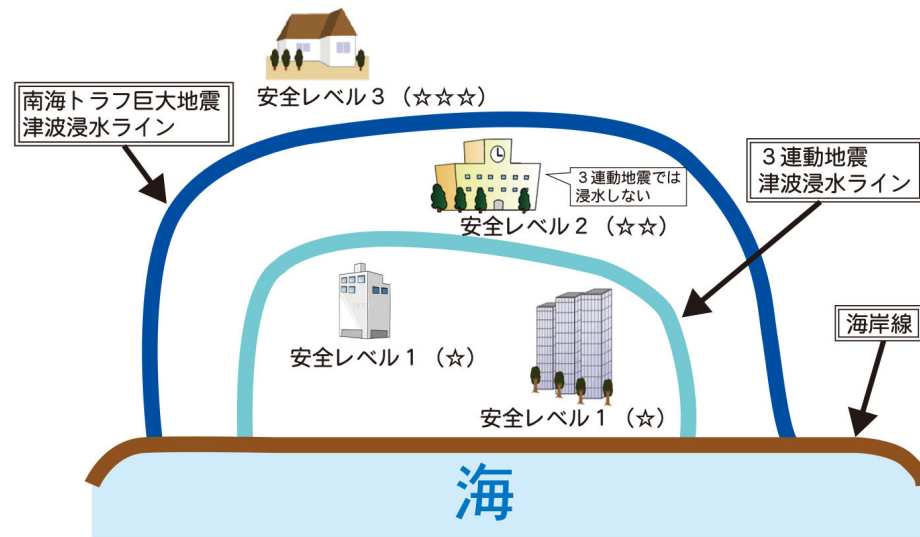 安全レベル３（☆☆☆）
南海トラフ巨大地震
津波浸水ライン
３連動地震では
浸水しない
３連動地震
津波浸水ライン
安全レベル２（☆☆）
安全レベル１（☆）
海岸線
安全レベル１（☆）
海